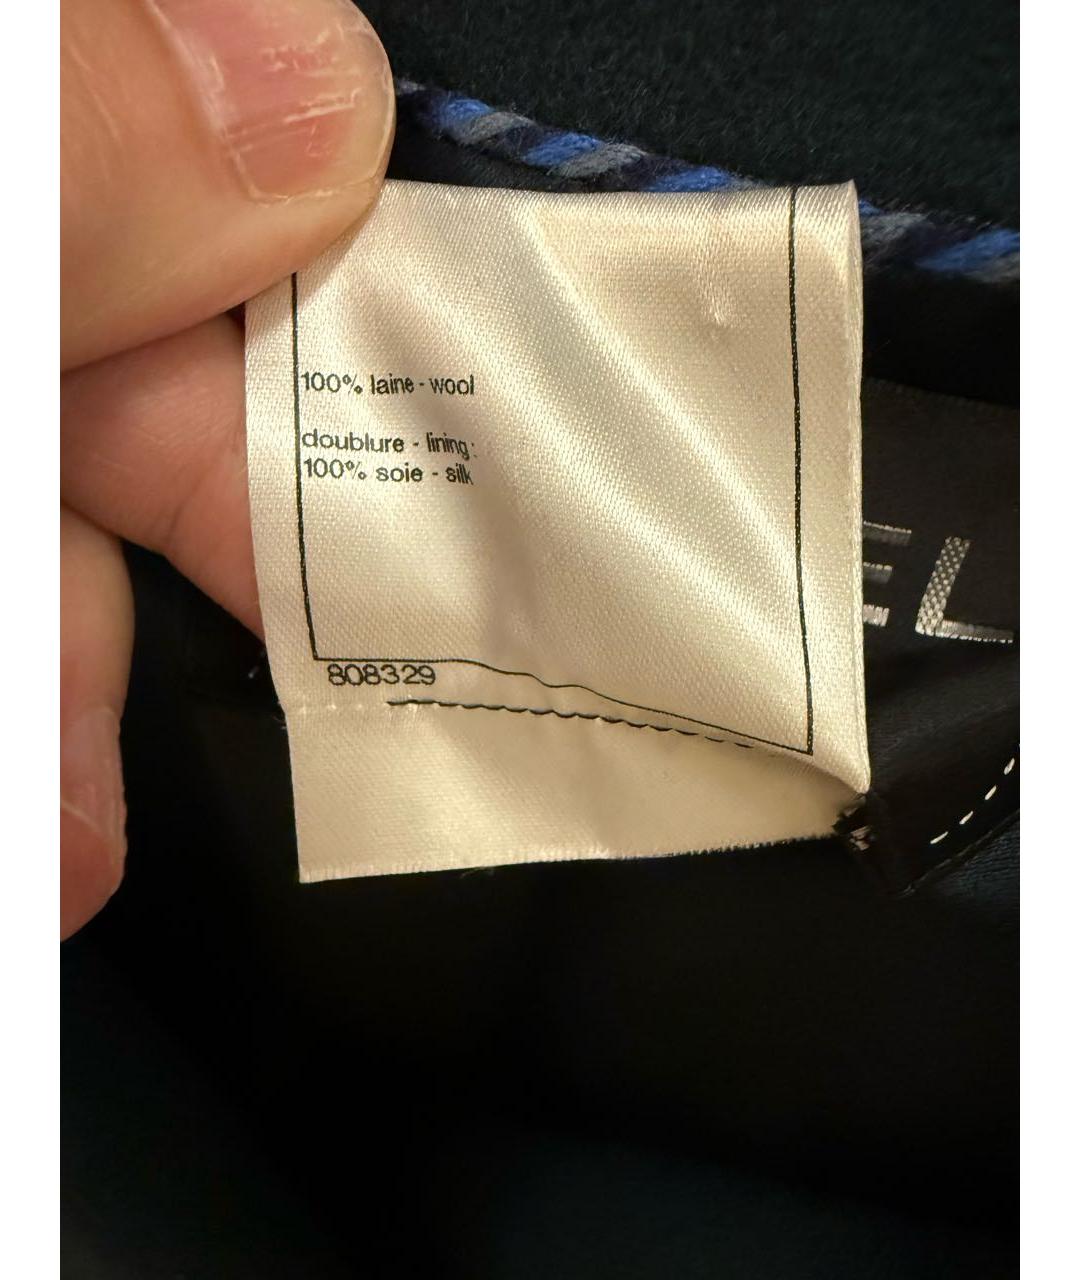 100% laine - wool
doublure - lining:
100% soie - silk
808329
EL